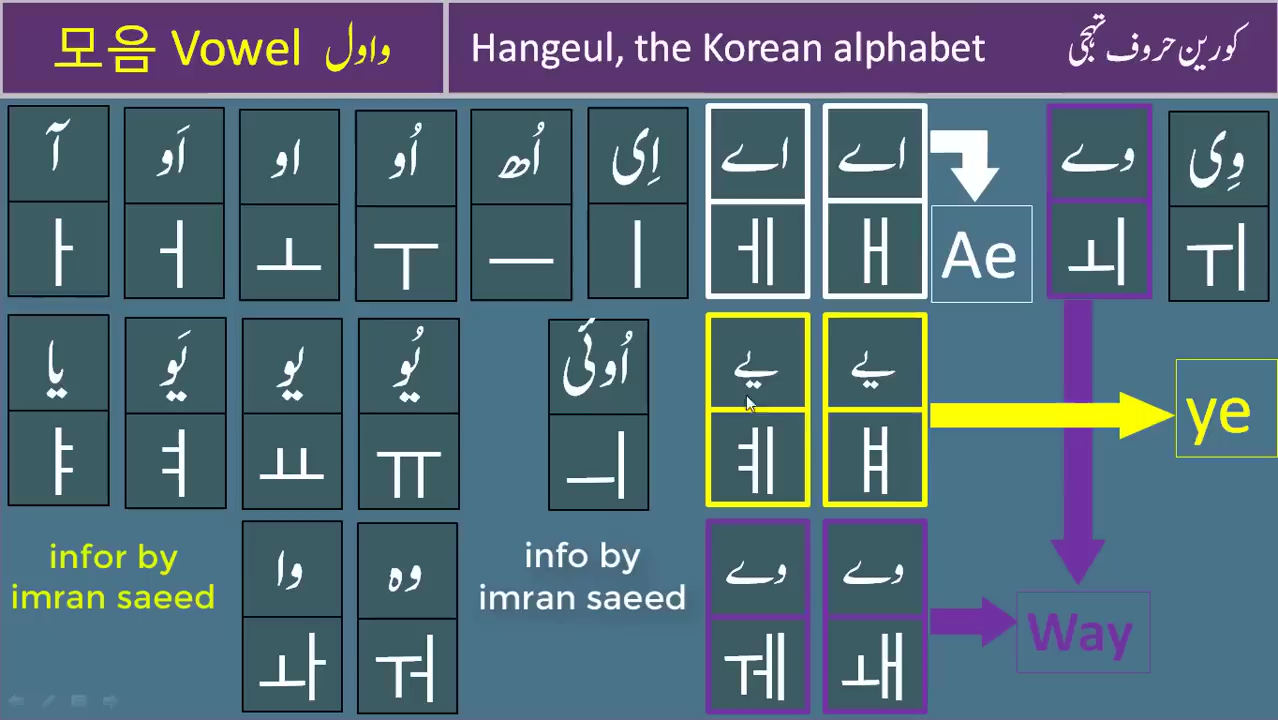 모음 Vowel واول
Hangeul, the Korean alphabet کورین حروف تہجی
آ اَو او اُو اُھ اِی اے اے وے وِی
ㅏ ㅓ ㅗ ㅜ ㅡ ㅣ ㅔ ㅐ Ae ㅚ ㅟ
یا یَو یو یُو اُوئی یے یے
ye
ㅑ ㅕ ㅛ ㅠ ㅢ ㅖ ㅒ
infor by
imran saeed
وا وہ
info by
imran saeed
وے وے
Way
ㅘ ㅝ ㅞ ㅙ